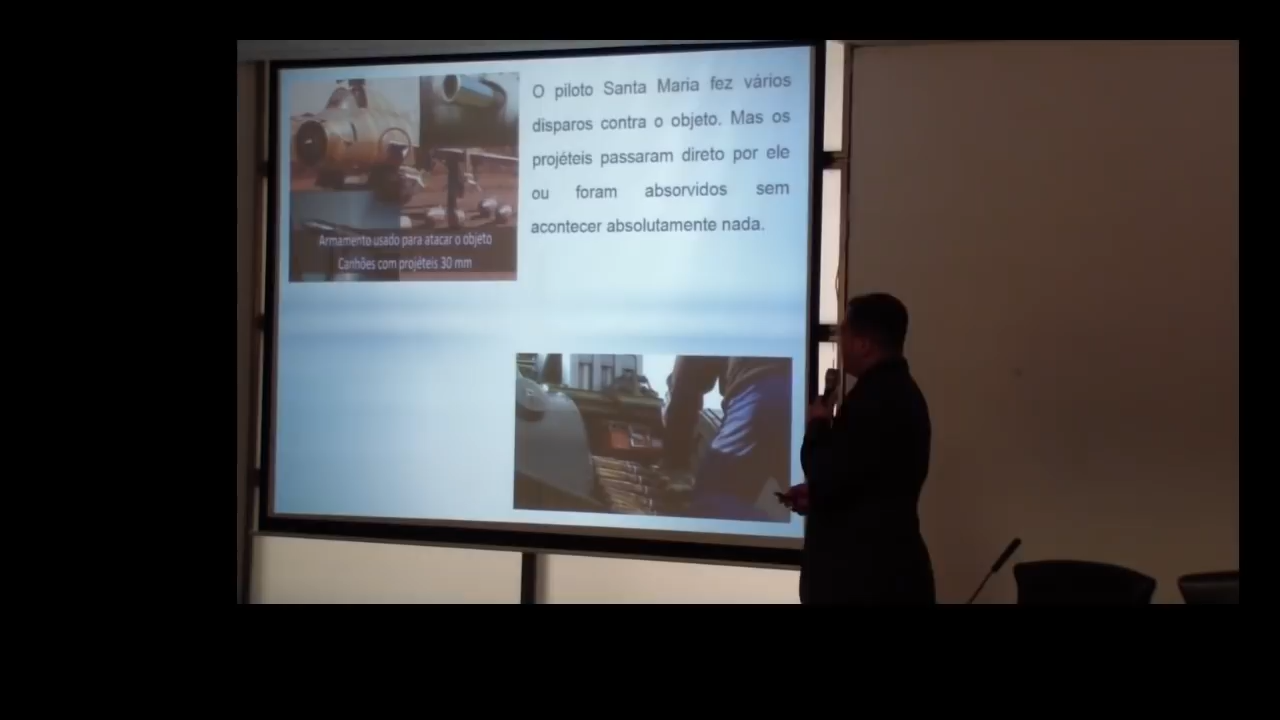 O piloto Santa Maria fez vários
disparos contra o objeto. Mas os
projéteis passaram direto por ele
ou foram absorvidos sem
acontecer absolutamente nada.
Armamento usado para atacar o objeto
Canhões com projéteis 30 mm